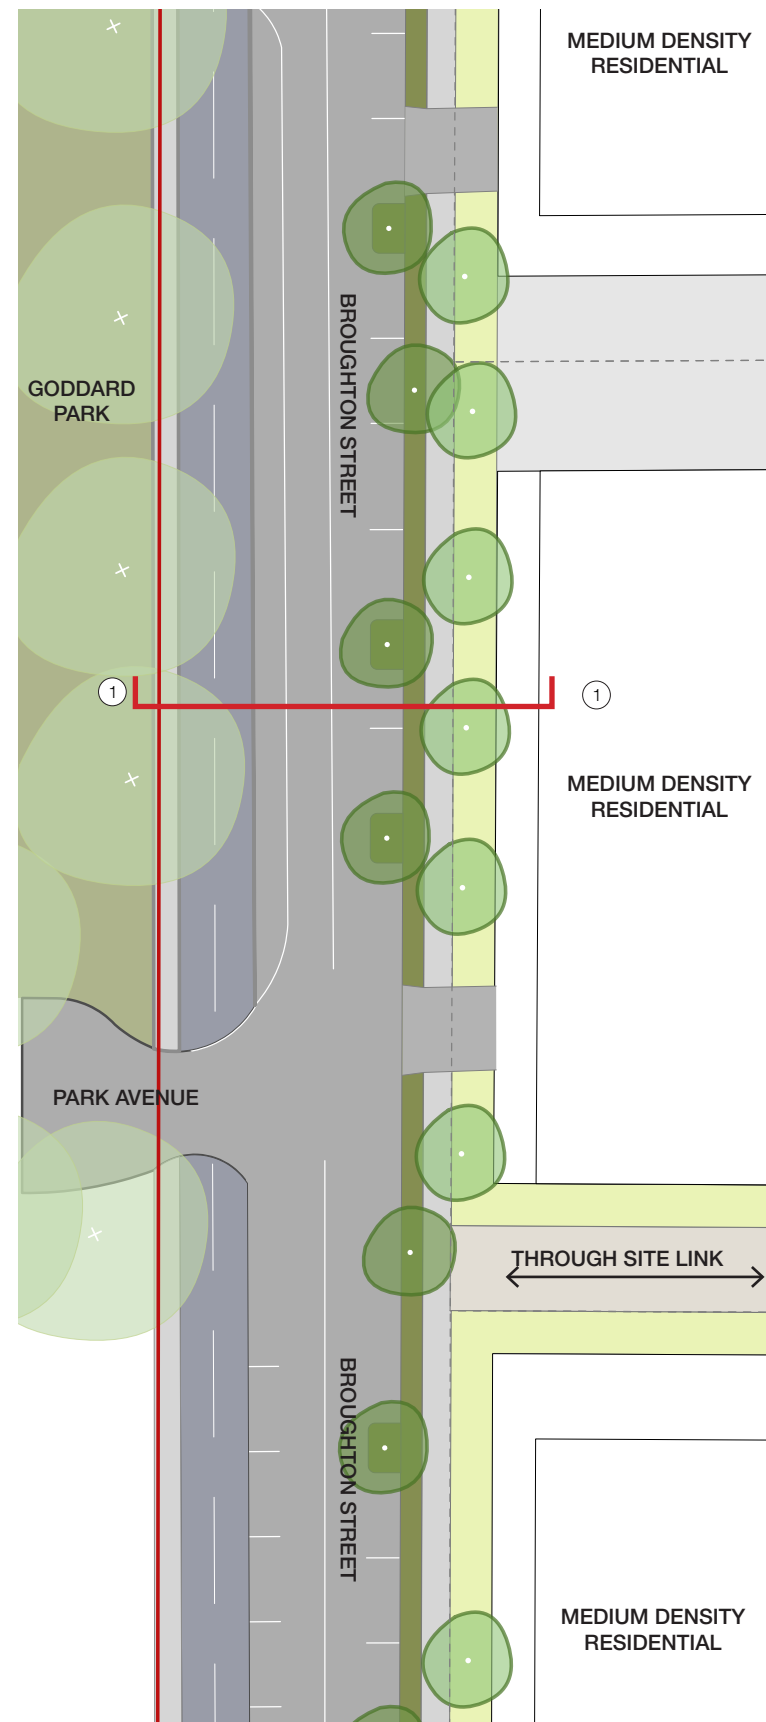 MEDIUM DENSITY
RESIDENTIAL
BROUGHTON STREET
GODDARD
PARK
1
1
MEDIUM DENSITY
RESIDENTIAL
PARK AVENUE
THROUGH SITE LINK
BROUGHTON STREET
MEDIUM DENSITY
RESIDENTIAL